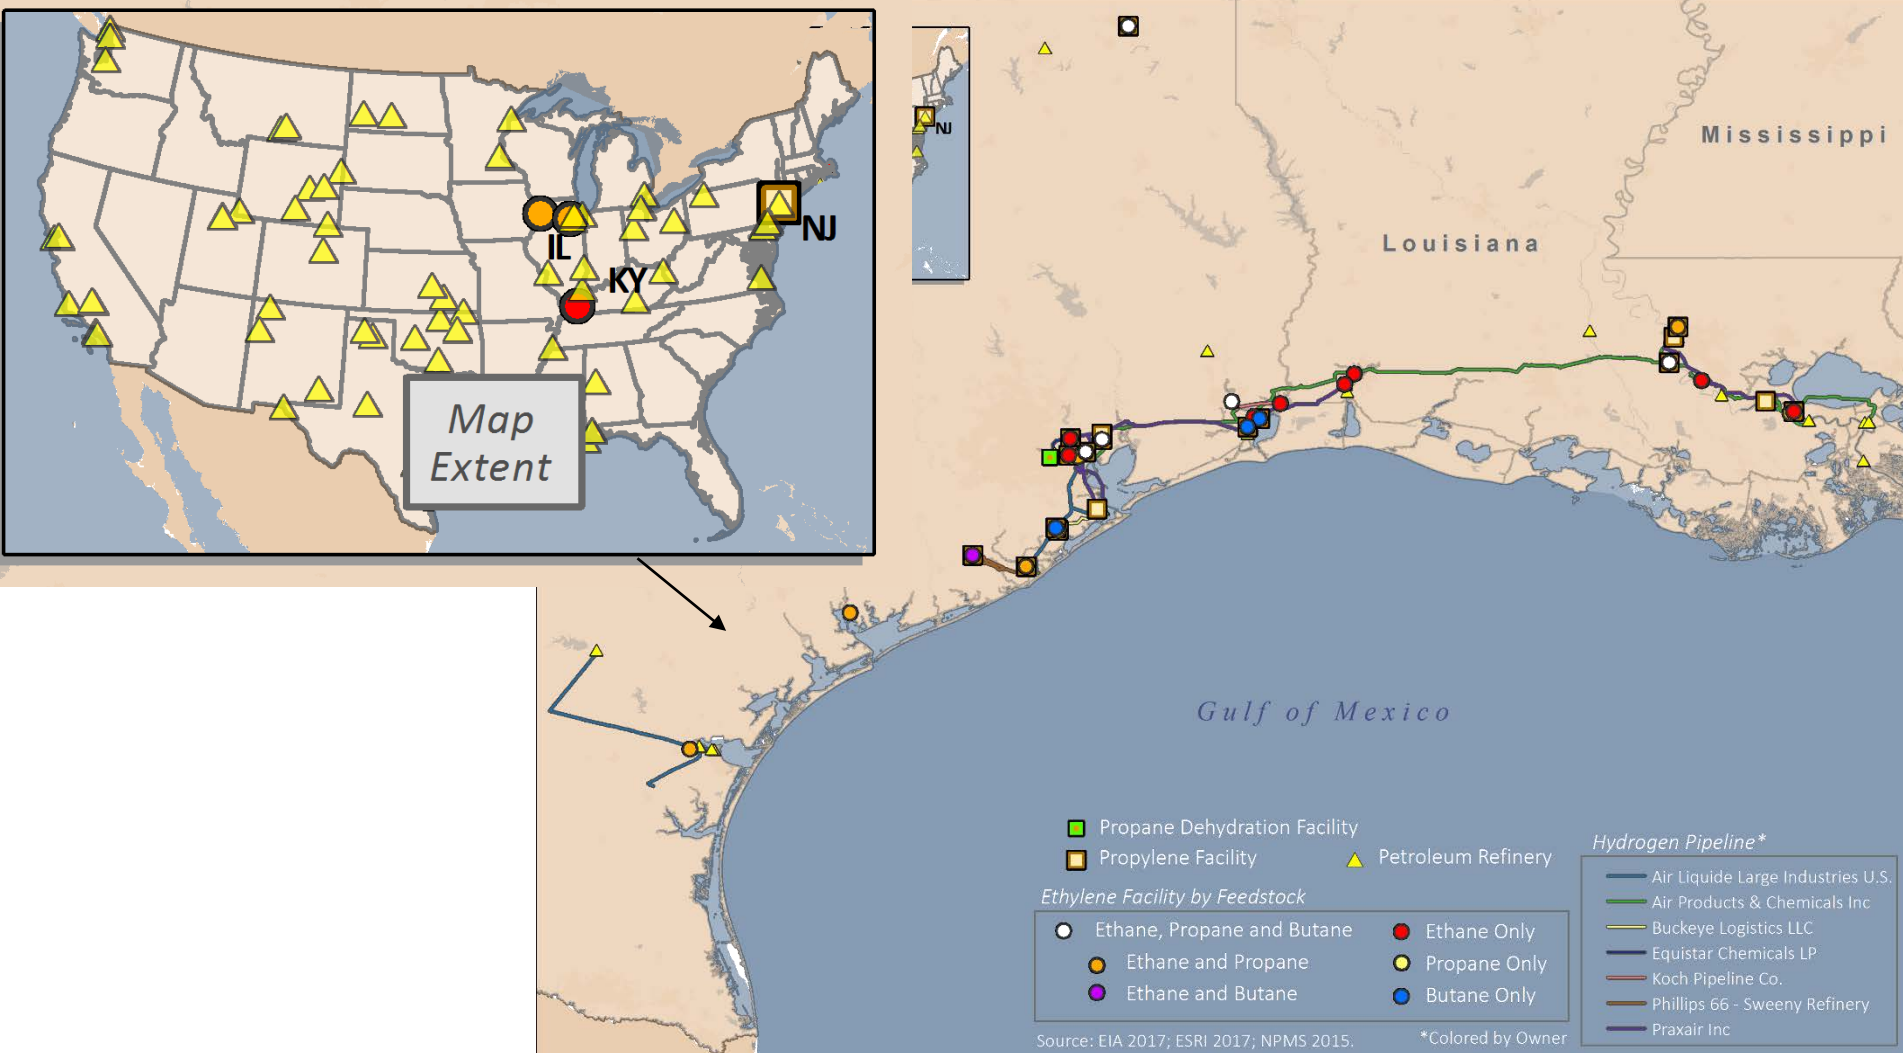 NJ
IL
KY
Map
Extent
NJ
Mississippi
Louisiana
Gulf of Mexico
Propane Dehydration Facility
Propylene Facility
Petroleum Refinery
Ethylene Facility by Feedstock
Ethane, Propane and Butane
Ethane Only
Ethane and Propane
Propane Only
Ethane and Butane
Butane Only
Source: EIA 2017; ESRI 2017; NPMS 2015.
*Colored by Owner
Hydrogen Pipeline*
Air Liquide Large Industries U.S.
Air Products & Chemicals Inc
Buckeye Logistics LLC
Equistar Chemicals LP
Koch Pipeline Co.
Phillips 66 - Sweeny Refinery
Praxair Inc